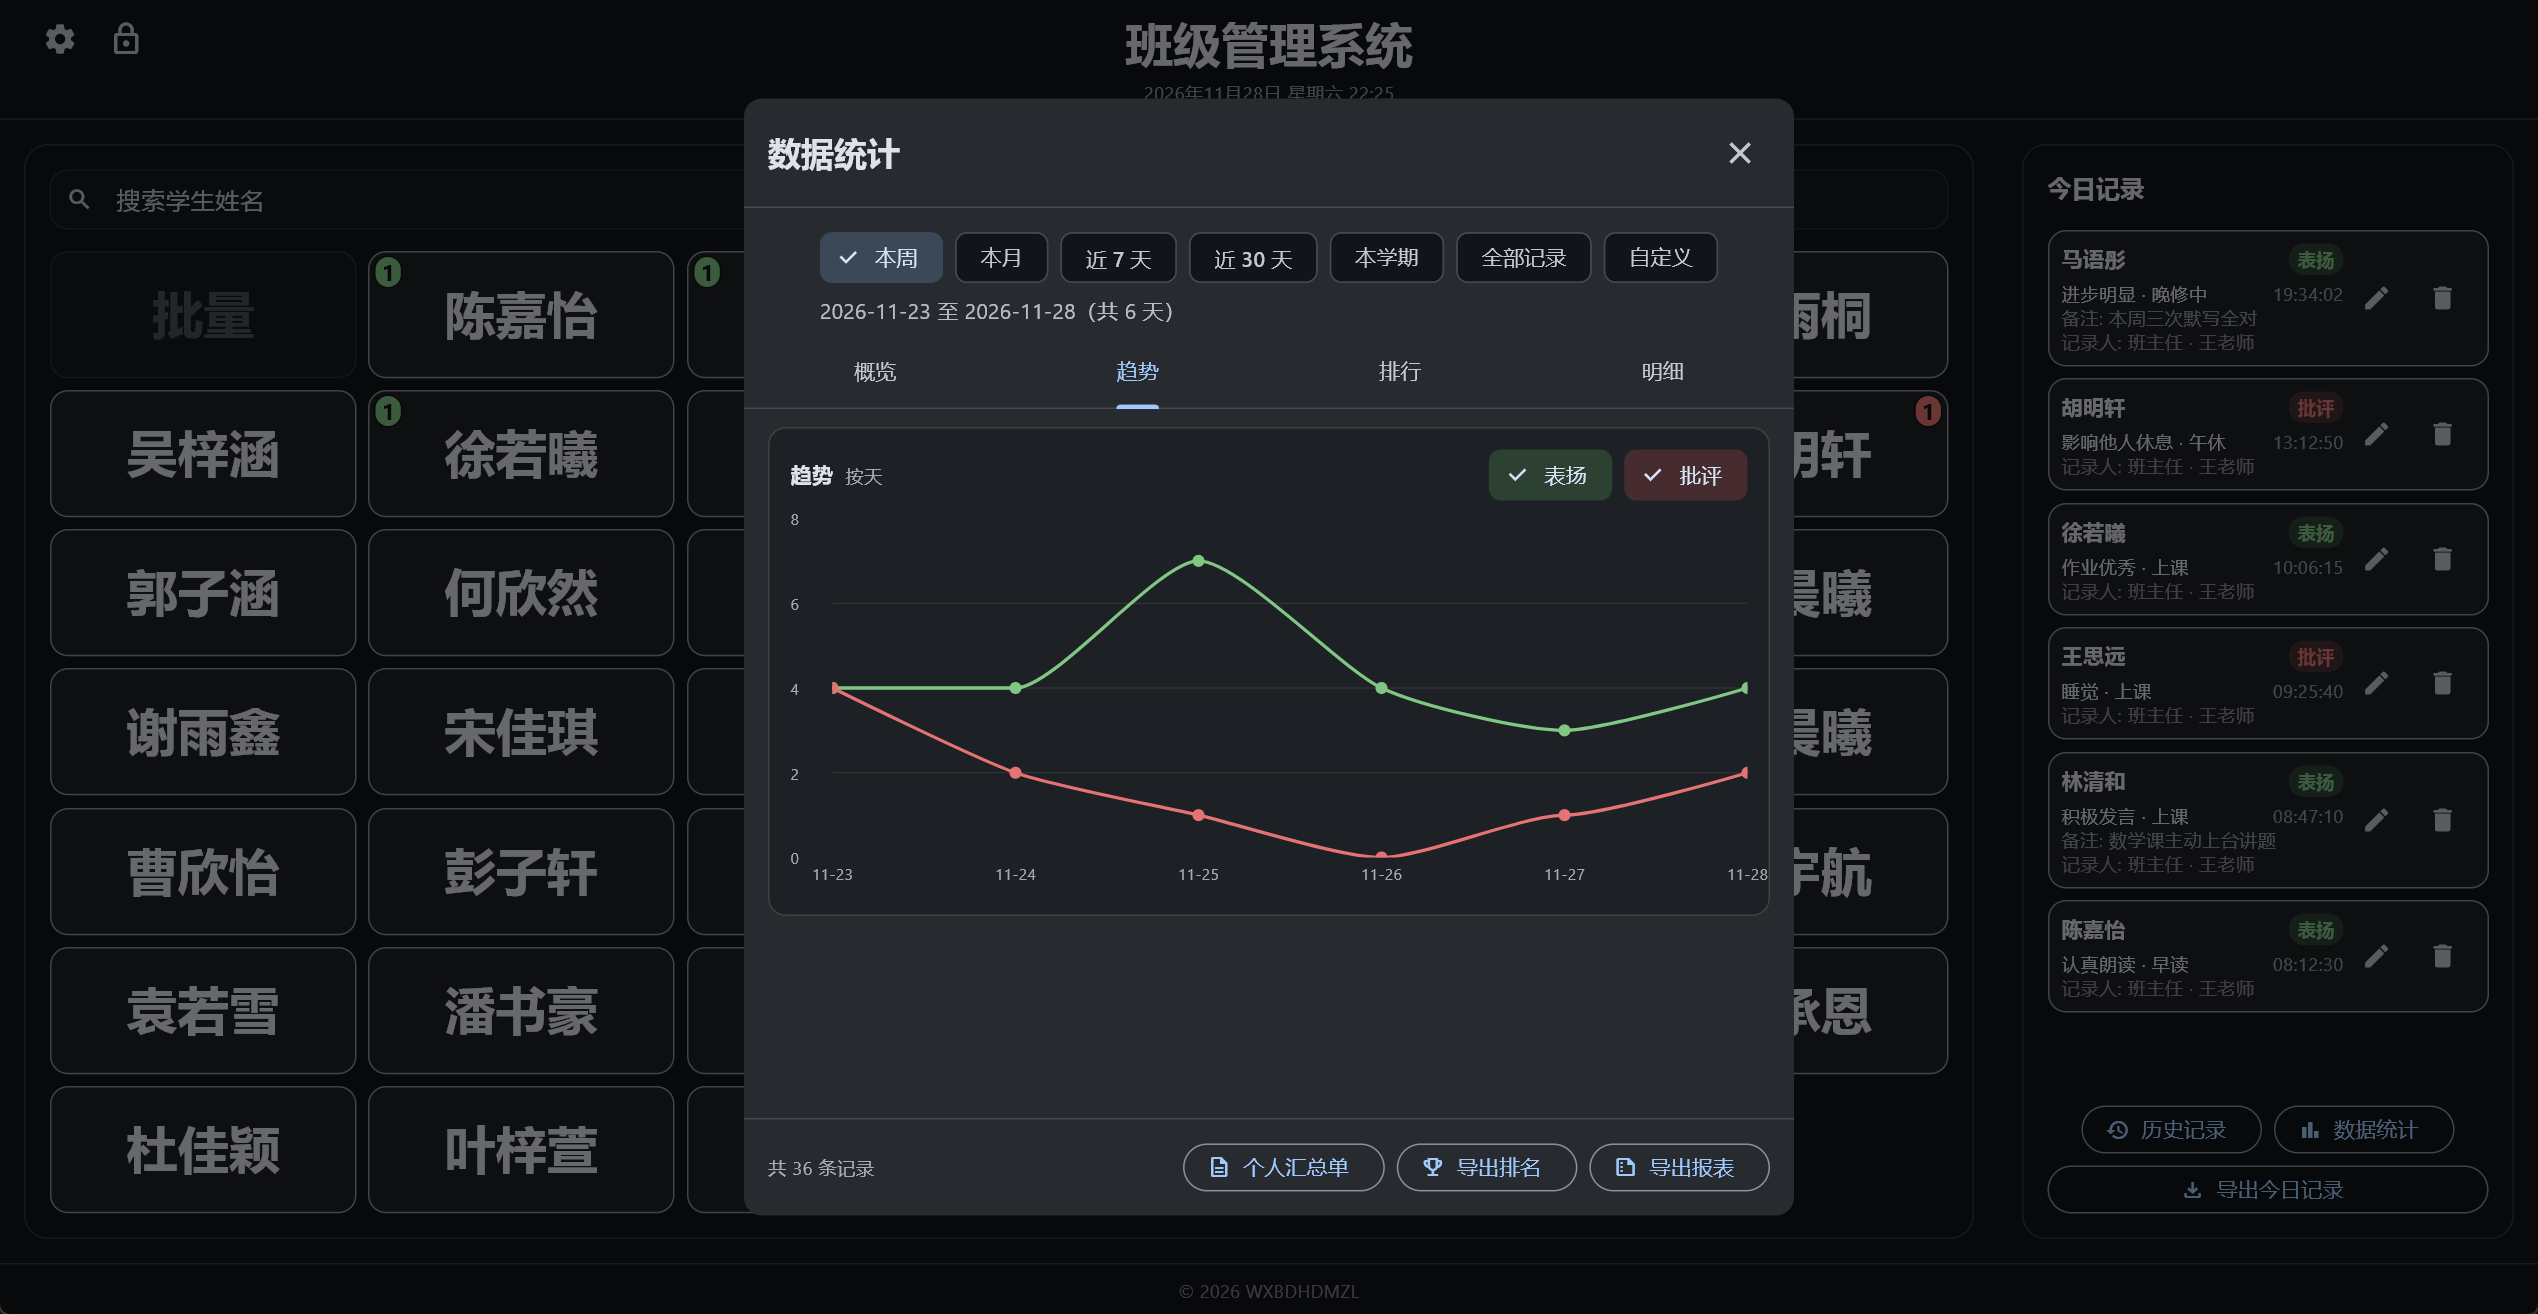 班级管理系统
2026年11月28日 星期六 22:25
搜索学生姓名
批量
1
陈嘉怡
1
雨桐
吴梓涵
1
徐若曦
1
明轩
郭子涵
何欣然
晨曦
谢雨鑫
宋佳琪
晨曦
曹欣怡
彭子轩
宇航
袁若雪
潘书豪
承恩
杜佳颖
叶梓萱
数据统计
本周
本月
近 7 天
近 30 天
本学期
全部记录
自定义
2026-11-23 至 2026-11-28（共 6 天）
概览
趋势
排行
明细
趋势 按天
表扬
批评
8
6
4
2
0
11-23
11-24
11-25
11-26
11-27
11-28
共 36 条记录
个人汇总单
导出排名
导出报表
今日记录
马语彤 表扬
进步明显 · 晚修中 19:34:02
备注: 本周三次默写全对
记录人: 班主任 · 王老师
胡明轩 批评
影响他人休息 · 午休 13:12:50
记录人: 班主任 · 王老师
徐若曦 表扬
作业优秀 · 上课 10:06:15
记录人: 班主任 · 王老师
王思远 批评
睡觉 · 上课 09:25:40
记录人: 班主任 · 王老师
林清和 表扬
积极发言 · 上课 08:47:10
备注: 数学课主动上台讲题
记录人: 班主任 · 王老师
陈嘉怡 表扬
认真朗读 · 早读 08:12:30
记录人: 班主任 · 王老师
历史记录
数据统计
导出今日记录
© 2026 WXBDHDMZL